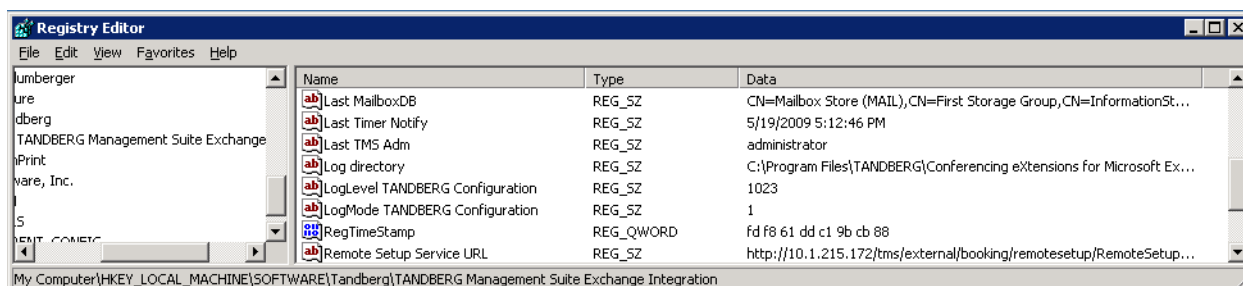 Registry Editor
File Edit View Favorites Help
lumberger
ure
dberg
TANDBERG Management Suite Exchange
nPrint
ware, Inc.
Name Type Data
Last MailboxDB REG_SZ CN=Mailbox Store (MAIL),CN=First Storage Group,CN=InformationSt...
Last Timer Notify REG_SZ 5/19/2009 5:12:46 PM
Last TMS Adm REG_SZ administrator
Log directory REG_SZ C:\Program Files\TANDBERG\Conferencing eXtensions for Microsoft Ex...
LogLevel TANDBERG Configuration REG_SZ 1023
LogMode TANDBERG Configuration REG_SZ 1
RegTimeStamp REG_QWORD fd f8 61 dd c1 9b cb 88
Remote Setup Service URL REG_SZ http://10.1.215.172/tms/external/booking/remotesetup/RemoteSetup...
My Computer\HKEY_LOCAL_MACHINE\SOFTWARE\Tandberg\TANDBERG Management Suite Exchange Integration